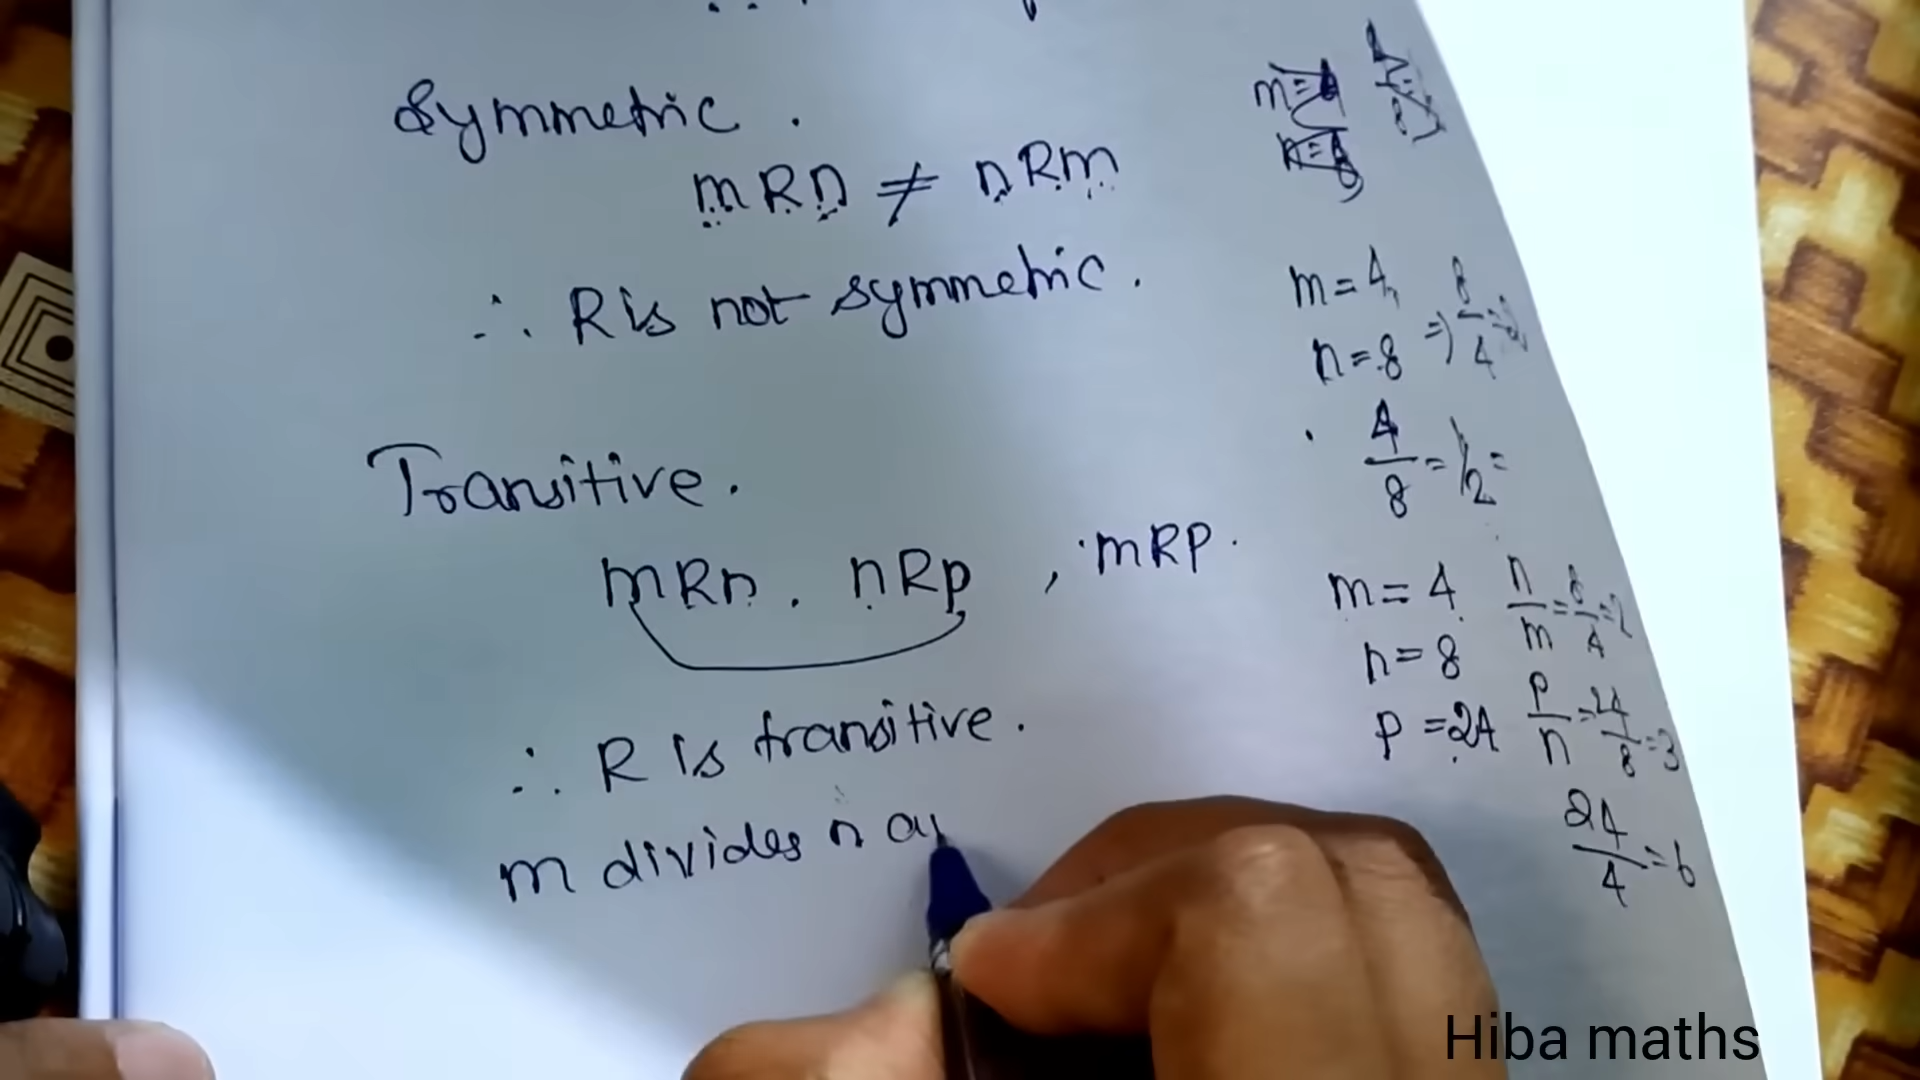 Symmetric.
mRn ≠ nRm
∴ R is not symmetric.
m = 4,
n = 8 ⇒ 8/4 = 2
4/8 = 1/2 =
Transitive.
mRn . nRp , mRP.
m = 4 n/m = 8/4 = 2
n = 8
P = 24 P/n = 24/8 = 3
24/4 = 6
∴ R is transitive.
m divides n
Hiba maths